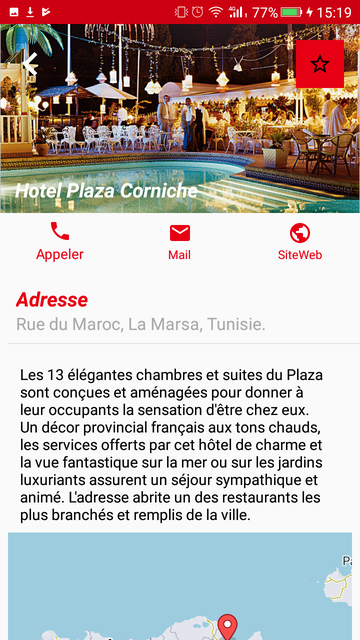 77% 15:19
Hotel Plaza Corniche
Appeler Mail SiteWeb
Adresse
Rue du Maroc, La Marsa, Tunisie.
Les 13 élégantes chambres et suites du Plaza
sont conçues et aménagées pour donner à
leur occupants la sensation d'être chez eux.
Un décor provincial français aux tons chauds,
les services offerts par cet hôtel de charme et
la vue fantastique sur la mer ou sur les jardins
luxuriants assurent un séjour sympathique et
animé. L'adresse abrite un des restaurants les
plus branchés et remplis de la ville.